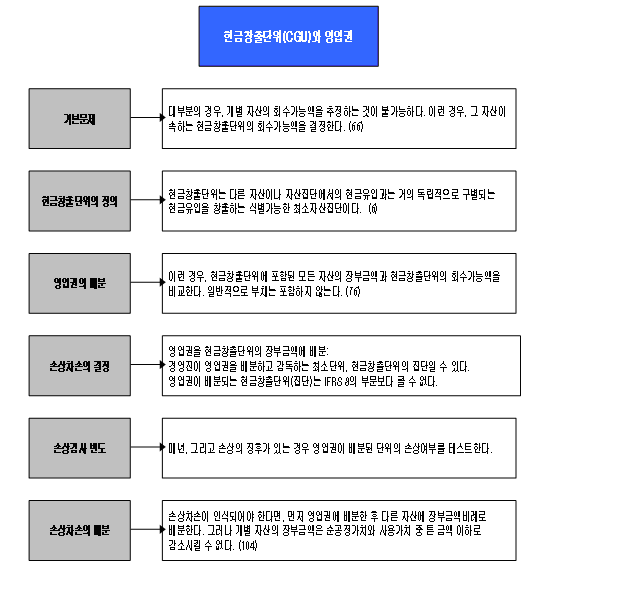 현금창출단위(CGU)와 영업권
기본문제
대부분의 경우, 개별 자산의 회수가능액을 추정하는 것이 불가능하다. 이런 경우, 그 자산이
속하는 현금창출단위의 회수가능액을 결정한다. (66)
현금창출단위의 정의
현금창출단위는 다른 자산이나 자산집단에서의 현금유입과는 거의 독립적으로 구별되는
현금유입을 창출하는 식별가능한 최소자산집단이다. (6)
영업권의 배분
이런 경우, 현금창출단위에 포함된 모든 자산의 장부금액과 현금창출단위의 회수가능액을
비교한다. 일반적으로 부채는 포함하지 않는다. (76)
손상차손의 결정
영업권을 현금창출단위의 장부금액에 배분:
경영진이 영업권을 배분하고 감독하는 최소단위, 현금창출단위의 집단일 수 있다.
영업권이 배분되는 현금창출단위(집단)는 IFRS 8의 부문보다 클 수 없다.
손상검사 빈도
매년, 그리고 손상의 징후가 있는 경우 영업권이 배분된 단위의 손상여부를 테스트한다.
손상차손의 배분
손상차손이 인식되어야 한다면, 먼저 영업권에 배분한 후 다른 자산에 장부금액비례로
배분한다. 그러나 개별 자산의 장부금액은 순공정가치와 사용가치 중 큰 금액 이하로
감소시킬 수 없다. (104)